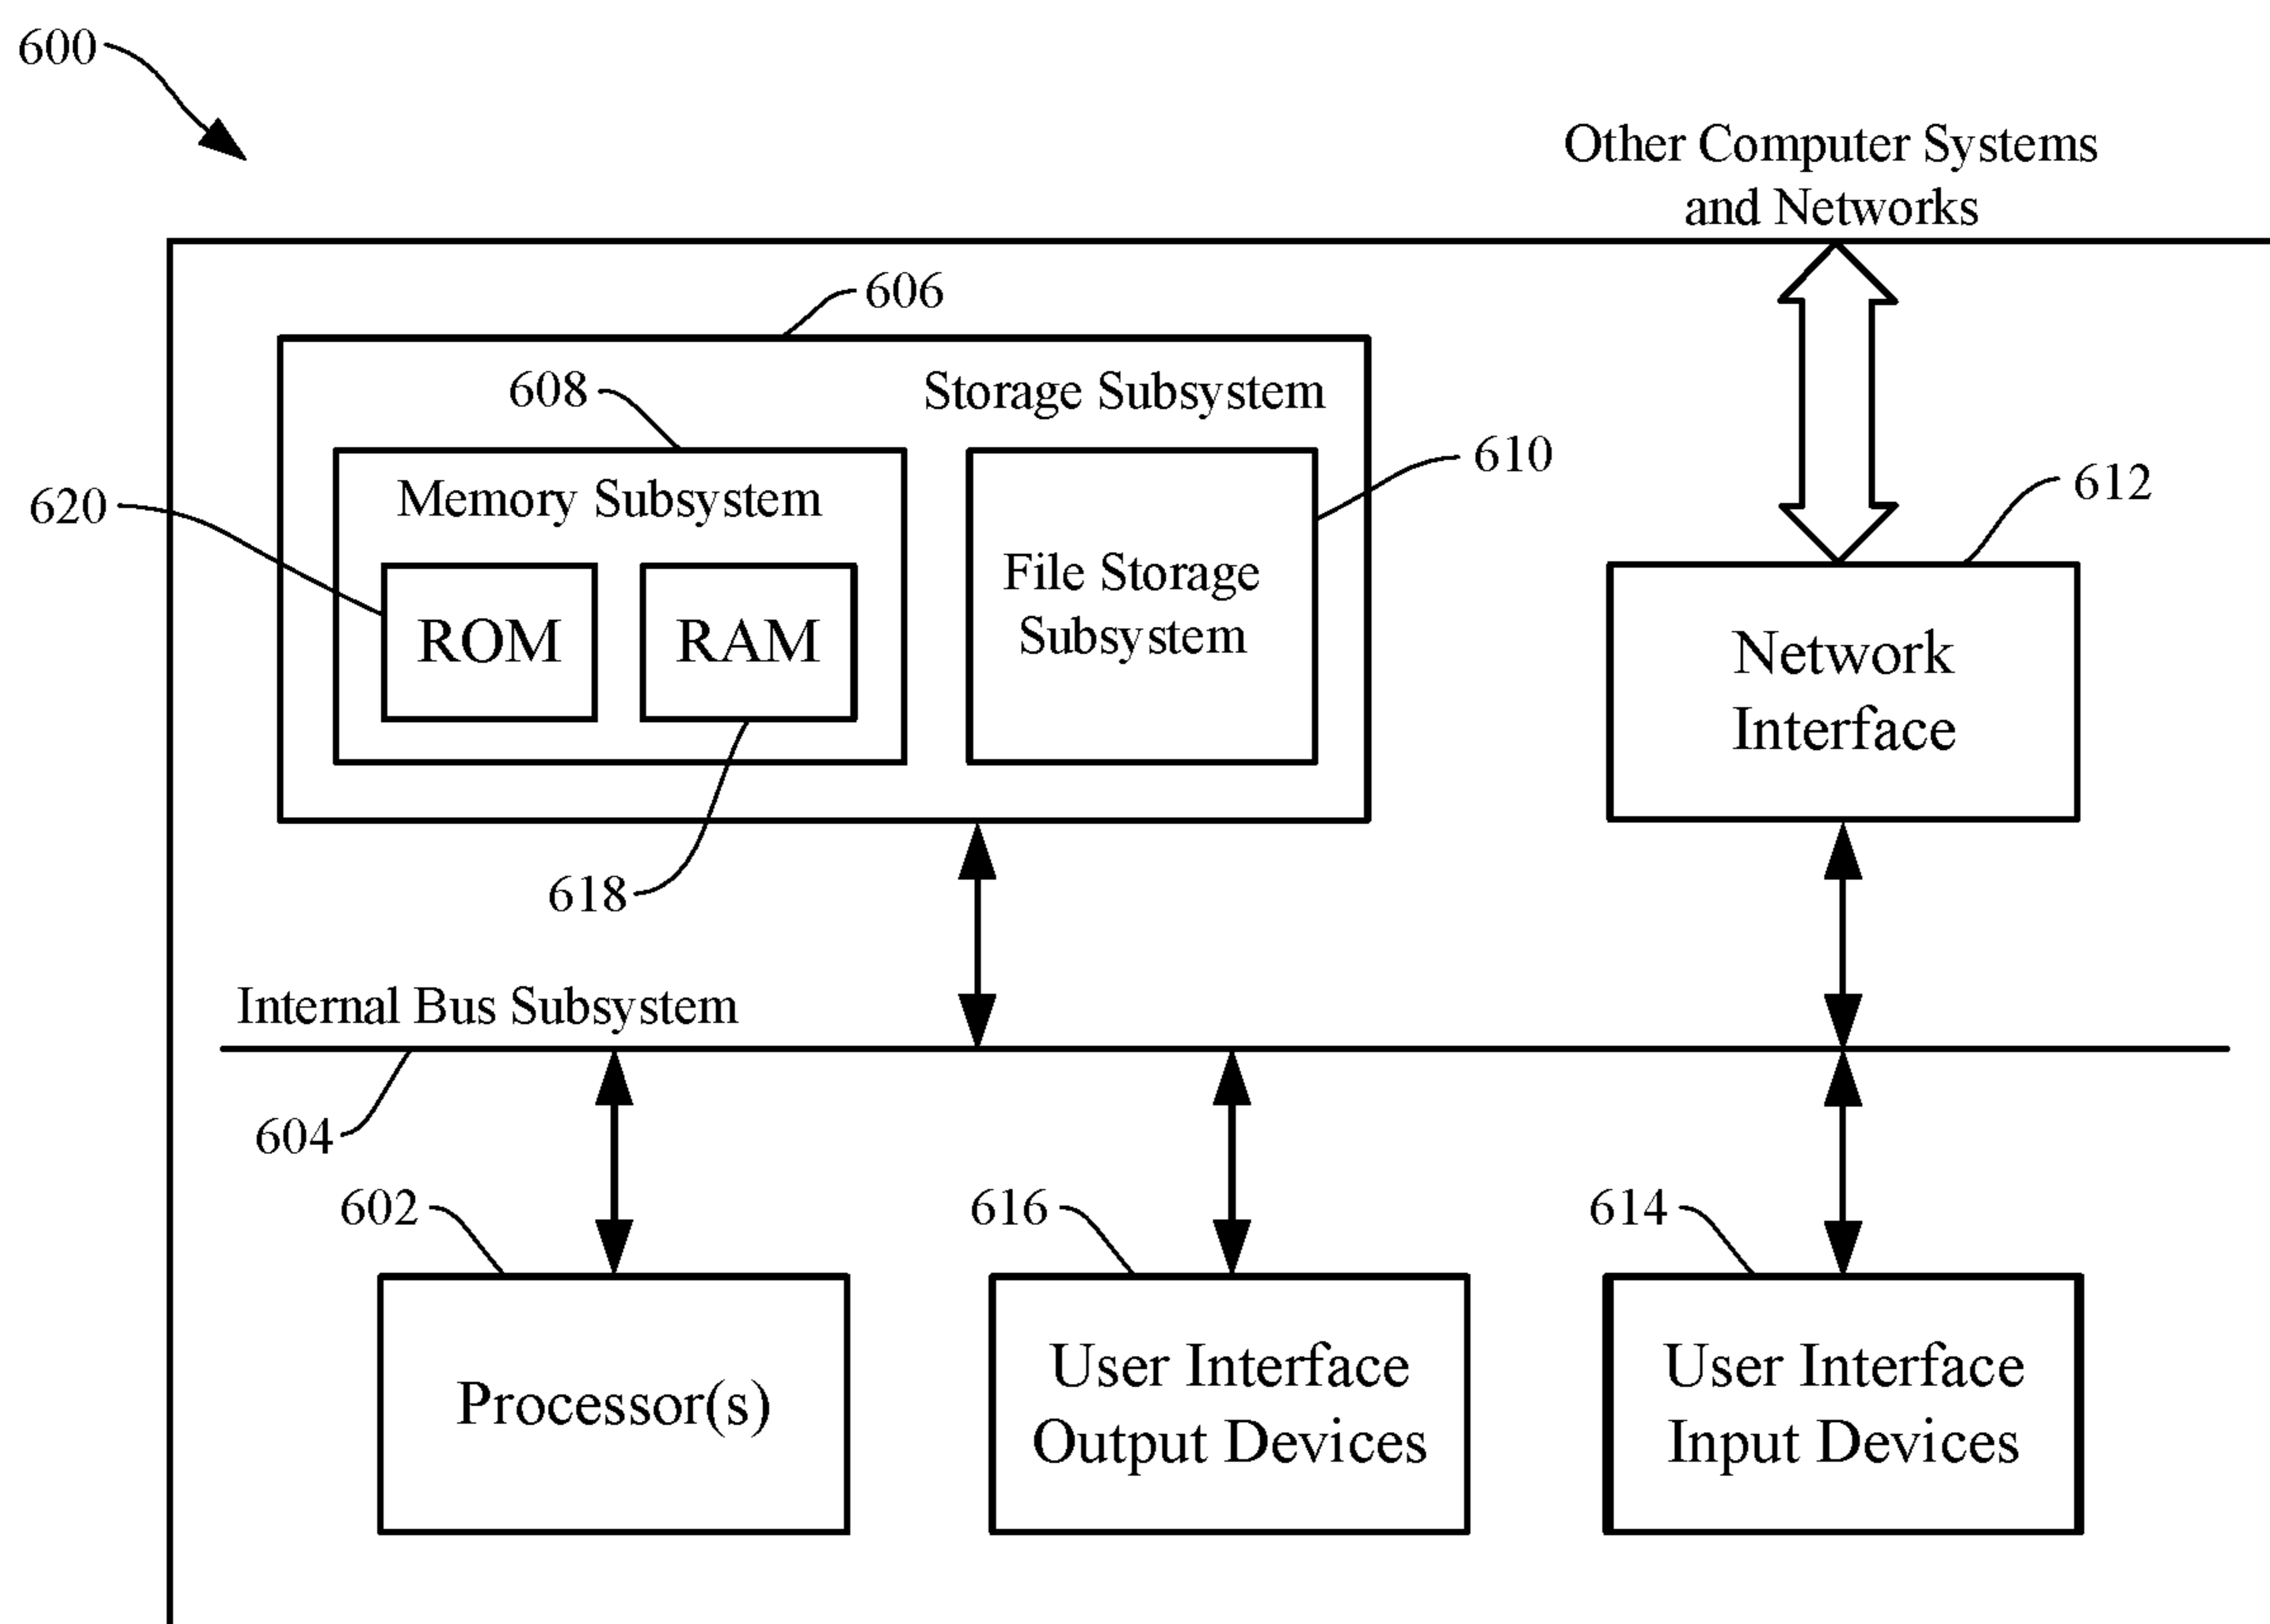 600
Other Computer Systems
and Networks
606
608
Storage Subsystem
610
620
Memory Subsystem
612
File Storage
Subsystem
ROM
RAM
Network
Interface
618
Internal Bus Subsystem
604
602
616
614
Processor(s)
User Interface
Output Devices
User Interface
Input Devices